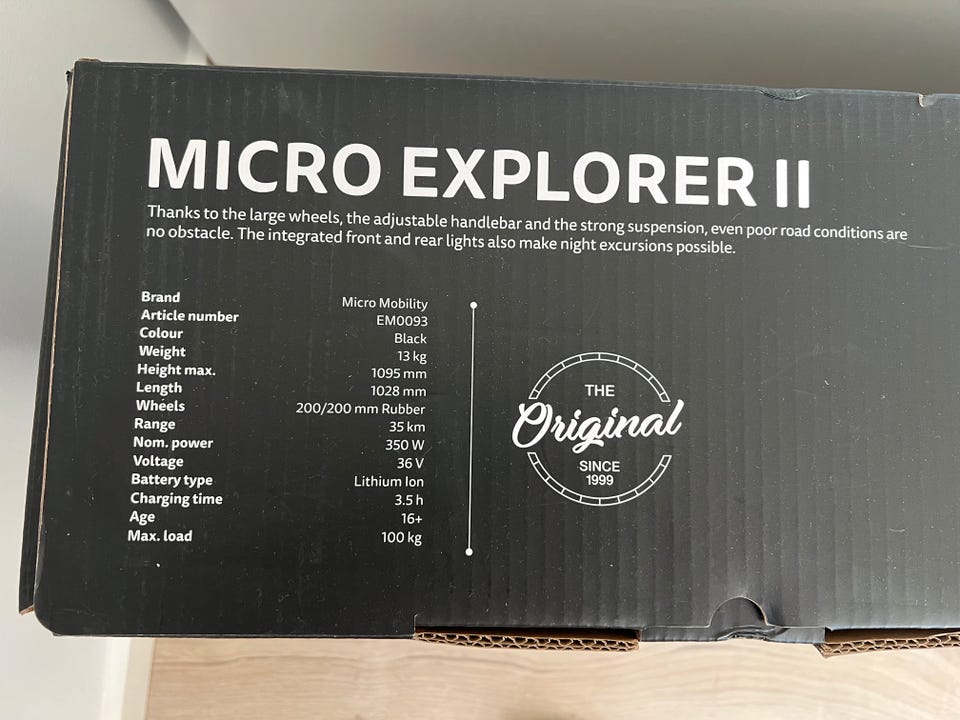 MICRO EXPLORER II
Thanks to the large wheels, the adjustable handlebar and the strong suspension, even poor road conditions are
no obstacle. The integrated front and rear lights also make night excursions possible.
Brand Micro Mobility
Article number EM0093
Colour Black
Weight 13 kg
Height max. 1095 mm
Length 1028 mm
Wheels 200/200 mm Rubber
Range 35 km
Nom. power 350 W
Voltage 36 V
Battery type Lithium Ion
Charging time 3.5 h
Age 16+
Max. load 100 kg
THE
Original
SINCE
1999